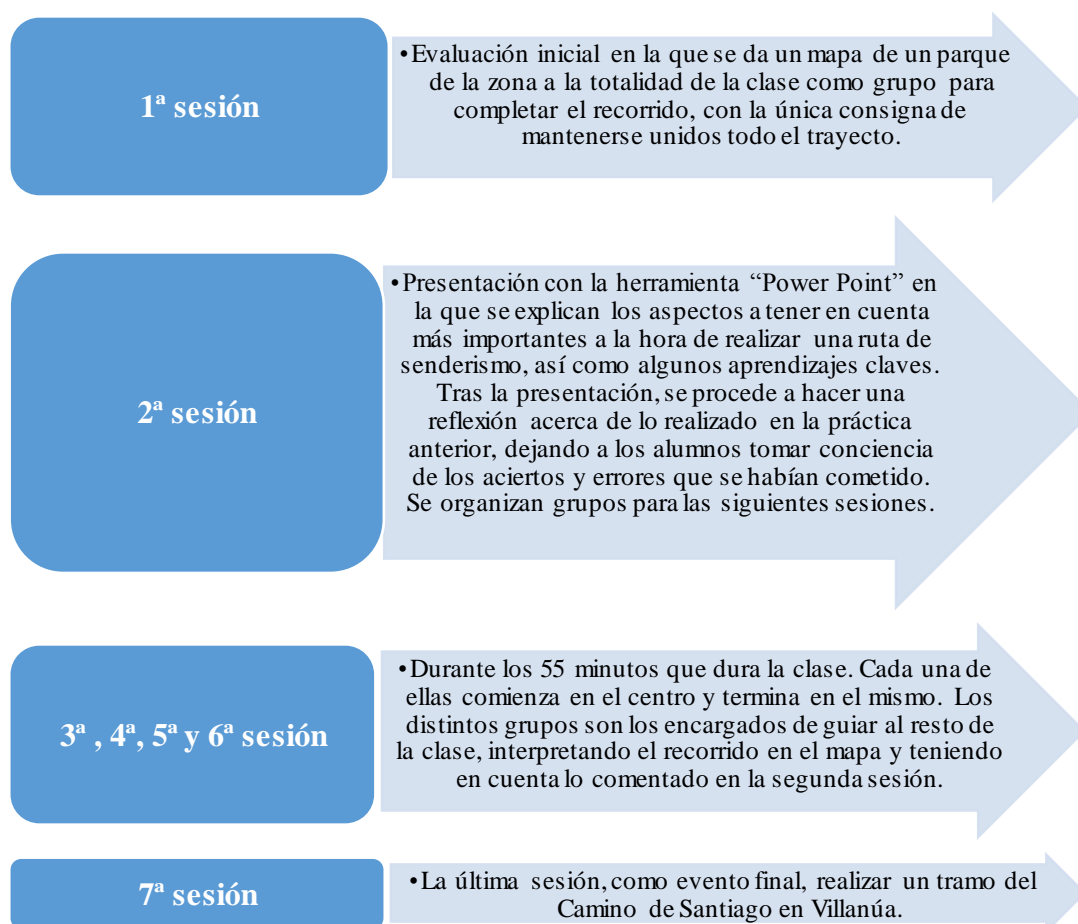 1ª sesión
•Evaluación inicial en la que se da un mapa de un parque
de la zona a la totalidad de la clase como grupo para
completar el recorrido, con la única consigna de
mantenerse unidos todo el trayecto.
2ª sesión
•Presentación con la herramienta “Power Point” en
la que se explican los aspectos a tener en cuenta
más importantes a la hora de realizar una ruta de
senderismo, así como algunos aprendizajes claves.
Tras la presentación, se procede a hacer una
reflexión acerca de lo realizado en la práctica
anterior, dejando a los alumnos tomar conciencia
de los aciertos y errores que se habían cometido.
Se organizan grupos para las siguientes sesiones.
3ª , 4ª, 5ª y 6ª sesión
•Durante los 55 minutos que dura la clase. Cada una de
ellas comienza en el centro y termina en el mismo. Los
distintos grupos son los encargados de guiar al resto de
la clase, interpretando el recorrido en el mapa y teniendo
en cuenta lo comentado en la segunda sesión.
7ª sesión
•La última sesión, como evento final, realizar un tramo del
Camino de Santiago en Villanúa.